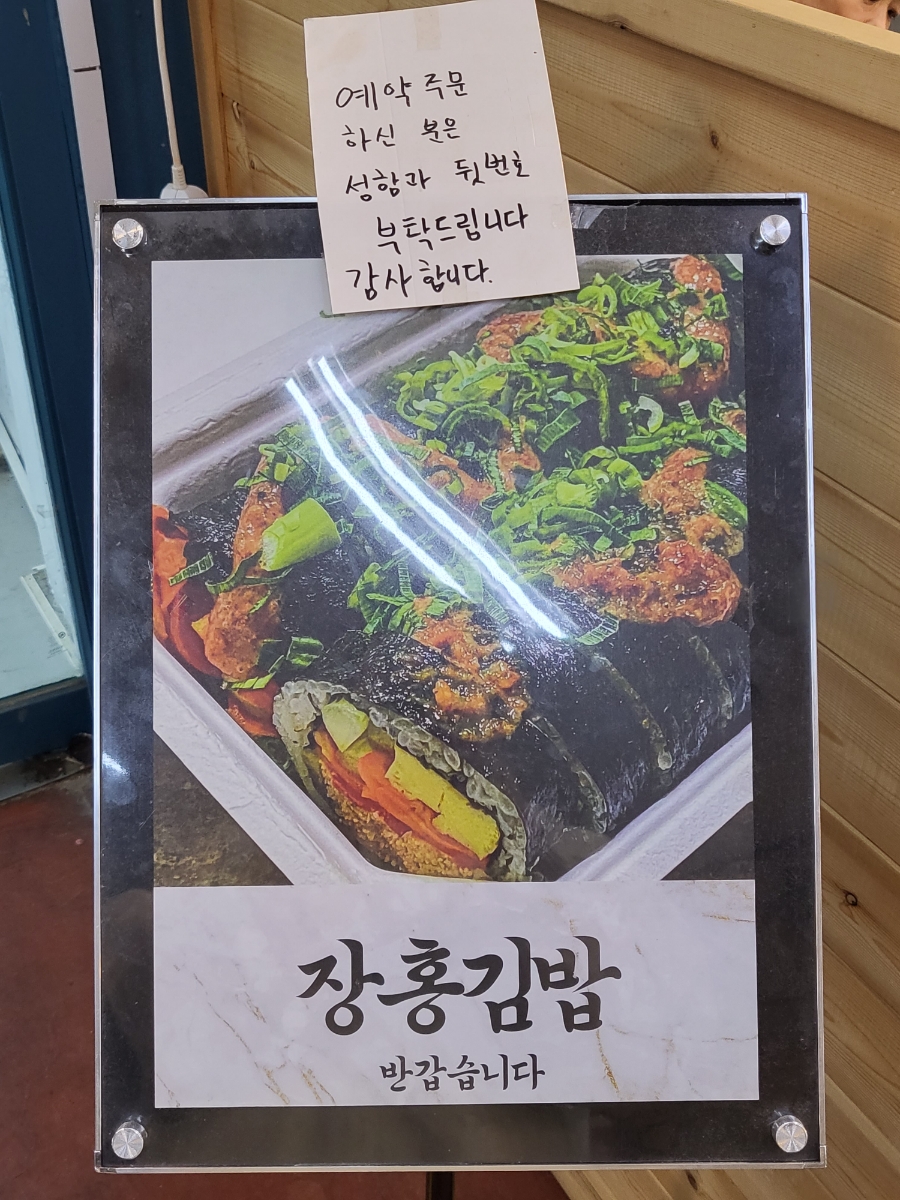 예약 주문
하신 분은
성함과 뒷번호
부탁드립니다
감사합니다.
장흥김밥
반갑습니다